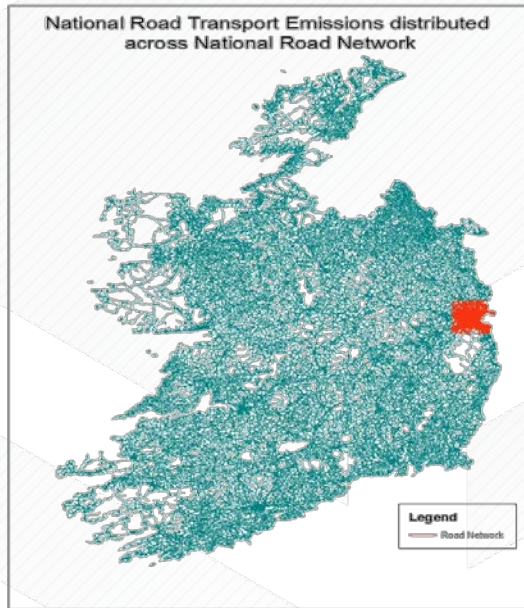 National Road Transport Emissions distributed
across National Road Network
Legend
Road Network